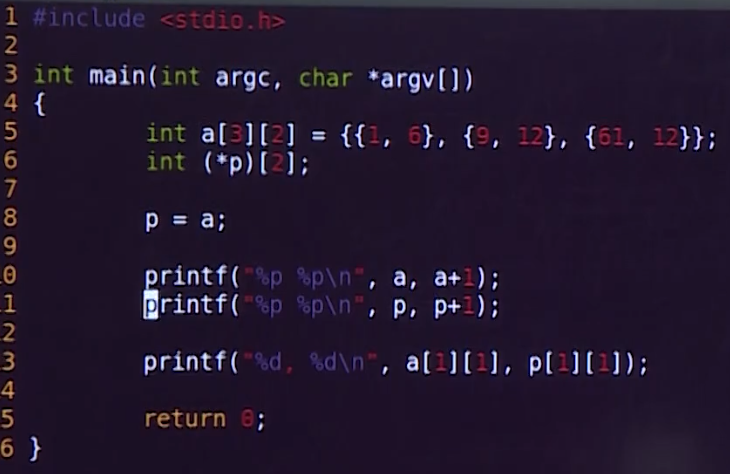 1 #include <stdio.h>
2
3 int main(int argc, char *argv[])
4 {
5 int a[3][2] = {{1, 6}, {9, 12}, {61, 12}};
6 int (*p)[2];
7
8 p = a;
9
0 printf("%p %p\n", a, a+1);
1 printf("%p %p\n", p, p+1);
2
3 printf("%d, %d\n", a[1][1], p[1][1]);
4
5 return 0;
6 }